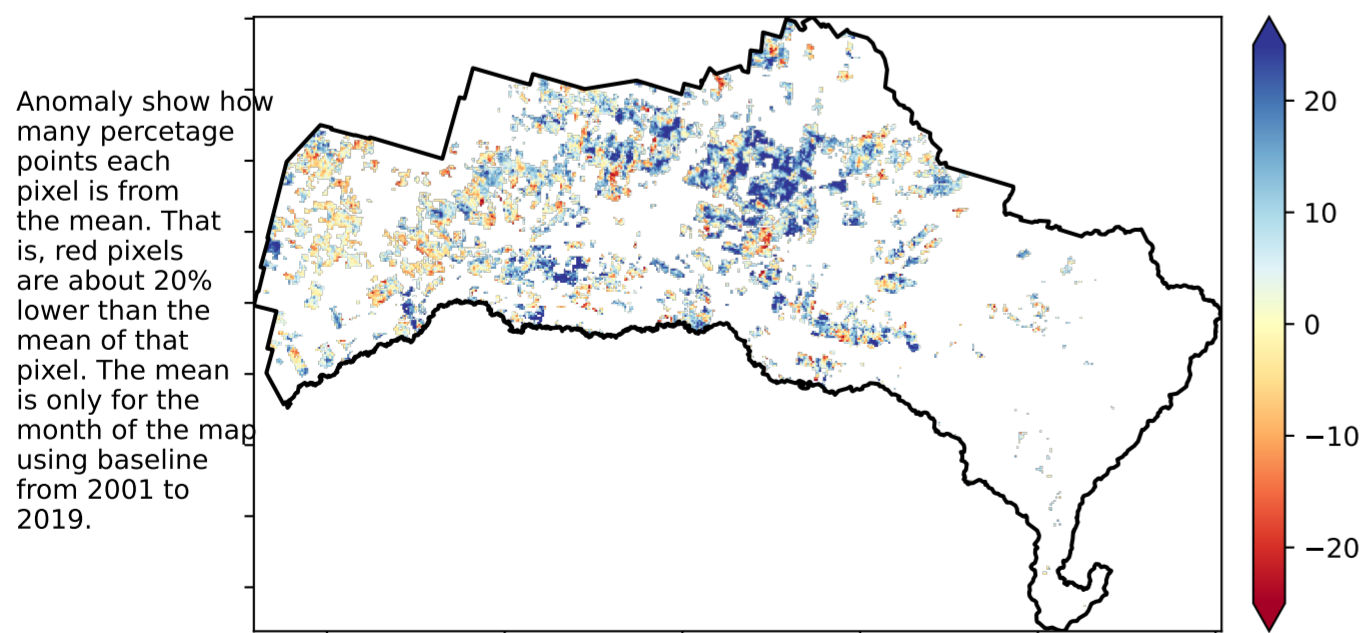 Anomaly show how
many percetage
points each
pixel is from
the mean. That
is, red pixels
are about 20%
lower than the
mean of that
pixel. The mean
is only for the
month of the map
using baseline
from 2001 to
2019.
20
10
0
−10
−20